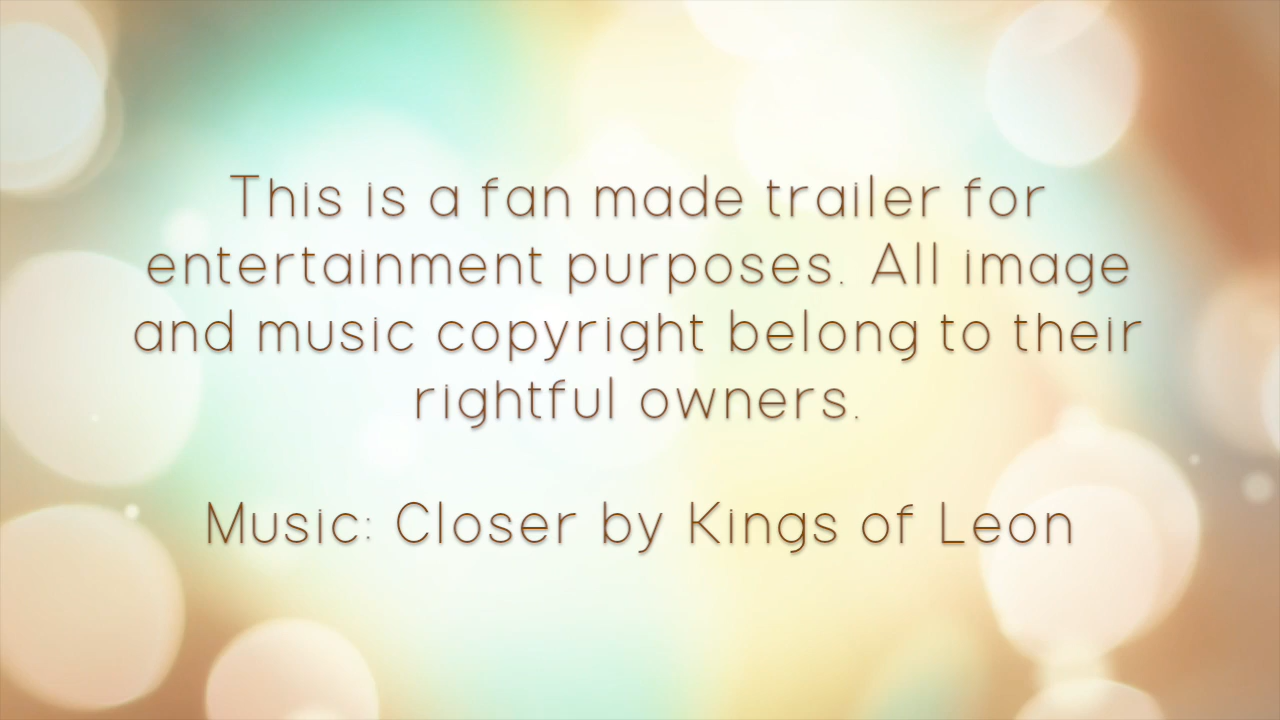 This is a fan made trailer for
entertainment purposes. All image
and music copyright belong to their
rightful owners.
Music: Closer by Kings of Leon